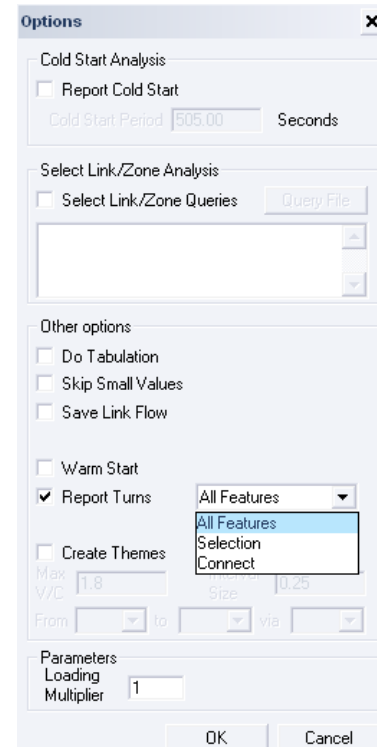 Options
Cold Start Analysis
Report Cold Start
Cold Start Period 505.00 Seconds
Select Link/Zone Analysis
Select Link/Zone Queries Query File
Other options
Do Tabulation
Skip Small Values
Save Link Flow
Warm Start
Report Turns All Features
All Features
Selection
Connect
Create Themes
Max V/C 1.8 Interval Size 0.25
From to via
Parameters
Loading
Multiplier 1
OK Cancel